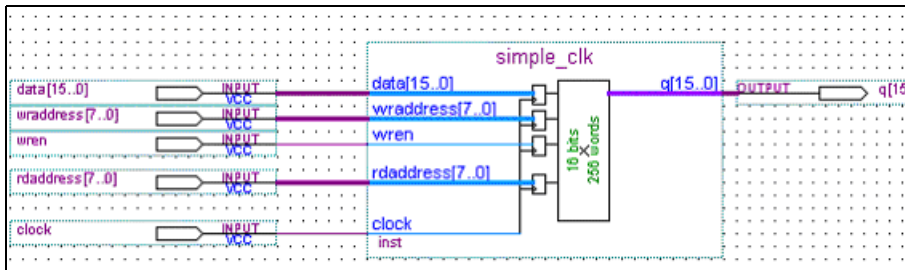 simple_clk
data[15..0] INPUT VCC data[15..0] q[15..0] OUTPUT q[15
wraddress[7..0] INPUT VCC wraddress[7..0]
wren INPUT VCC wren
16 bits
×
256 words
rdaddress[7..0] INPUT VCC rdaddress[7..0]
clock INPUT VCC clock
inst